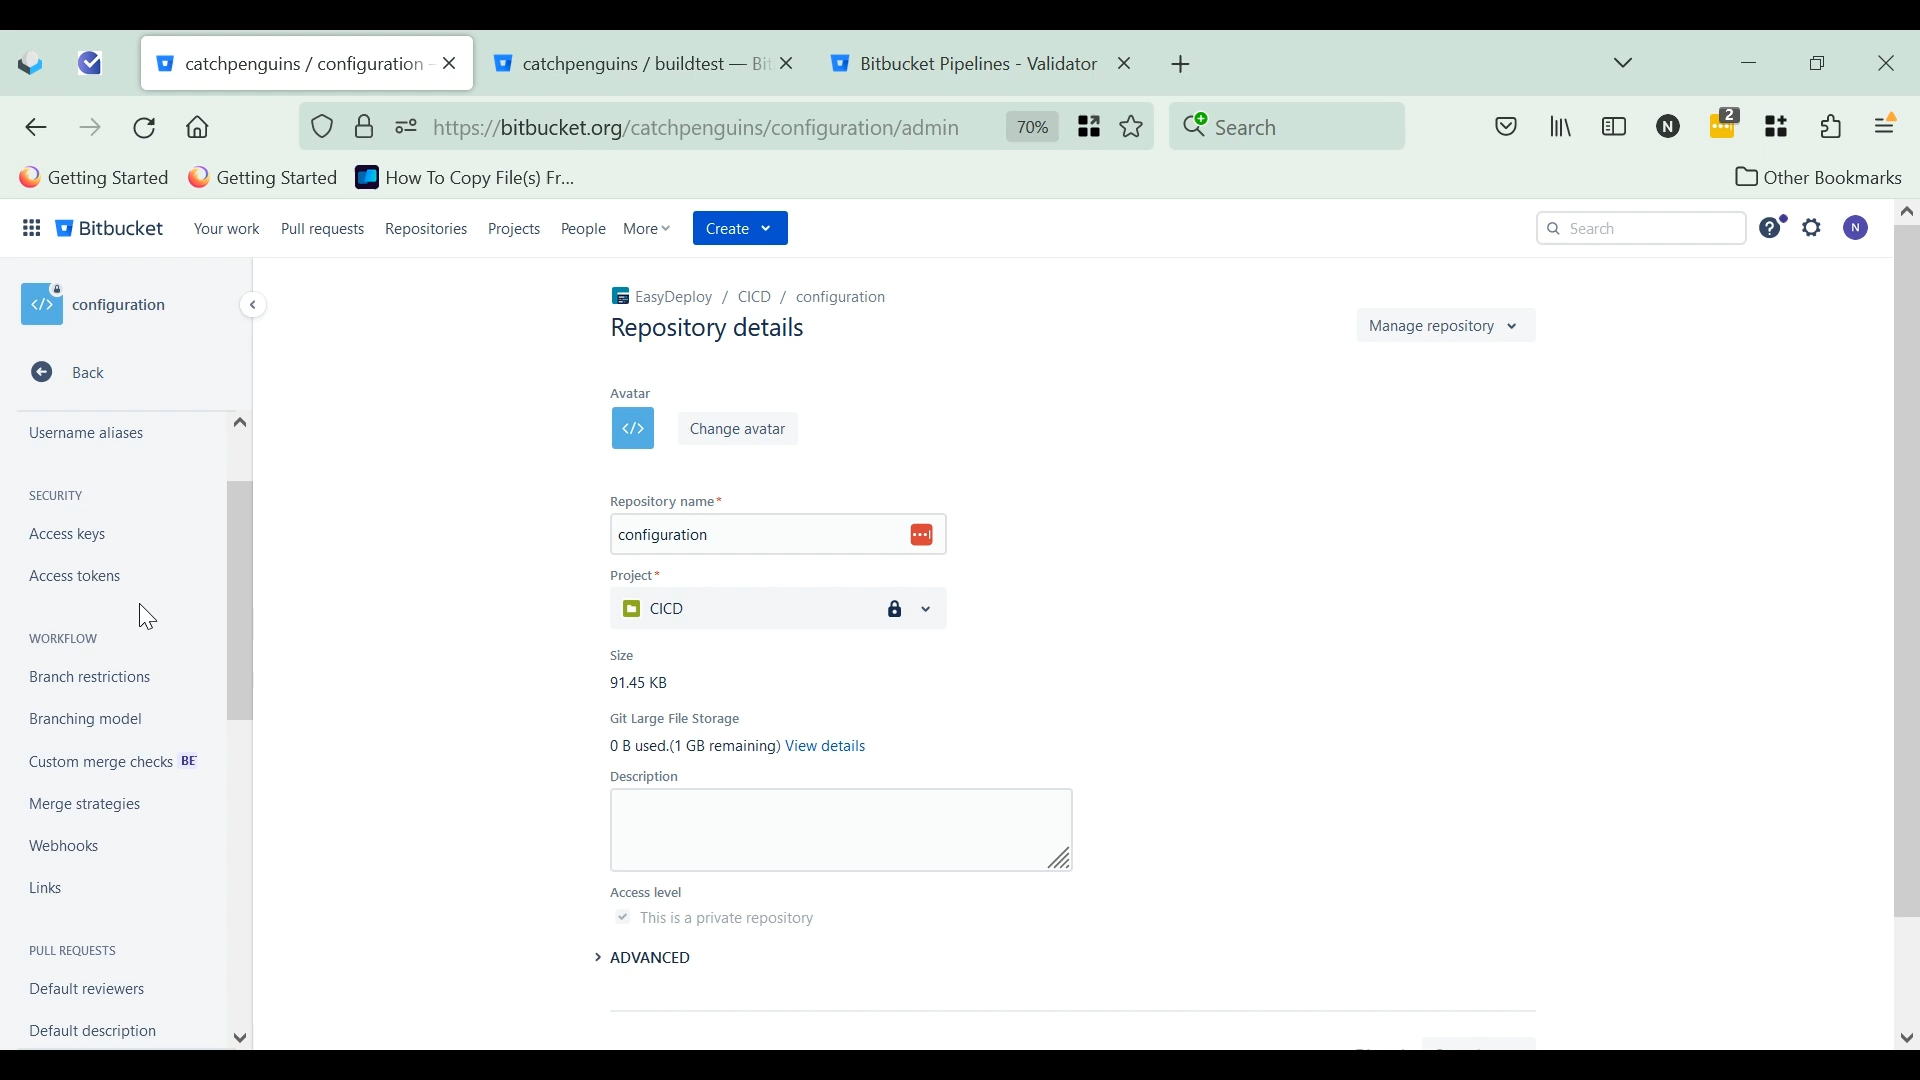 catchpenguins / configuration —
catchpenguins / buildtest — Bit
Bitbucket Pipelines - Validator
https://bitbucket.org/catchpenguins/configuration/admin
70%
Search
N
2
Getting Started
Getting Started
How To Copy File(s) Fr...
Other Bookmarks
Bitbucket
Your work
Pull requests
Repositories
Projects
People
More
Create
Search
N
configuration
Back
Username aliases
SECURITY
Access keys
Access tokens
WORKFLOW
Branch restrictions
Branching model
Custom merge checks BE
Merge strategies
Webhooks
Links
PULL REQUESTS
Default reviewers
Default description
EasyDeploy / CICD / configuration
Repository details
Manage repository
Avatar
Change avatar
Repository name*
configuration
Project*
CICD
Size
91.45 KB
Git Large File Storage
0 B used.(1 GB remaining) View details
Description
Access level
This is a private repository
ADVANCED